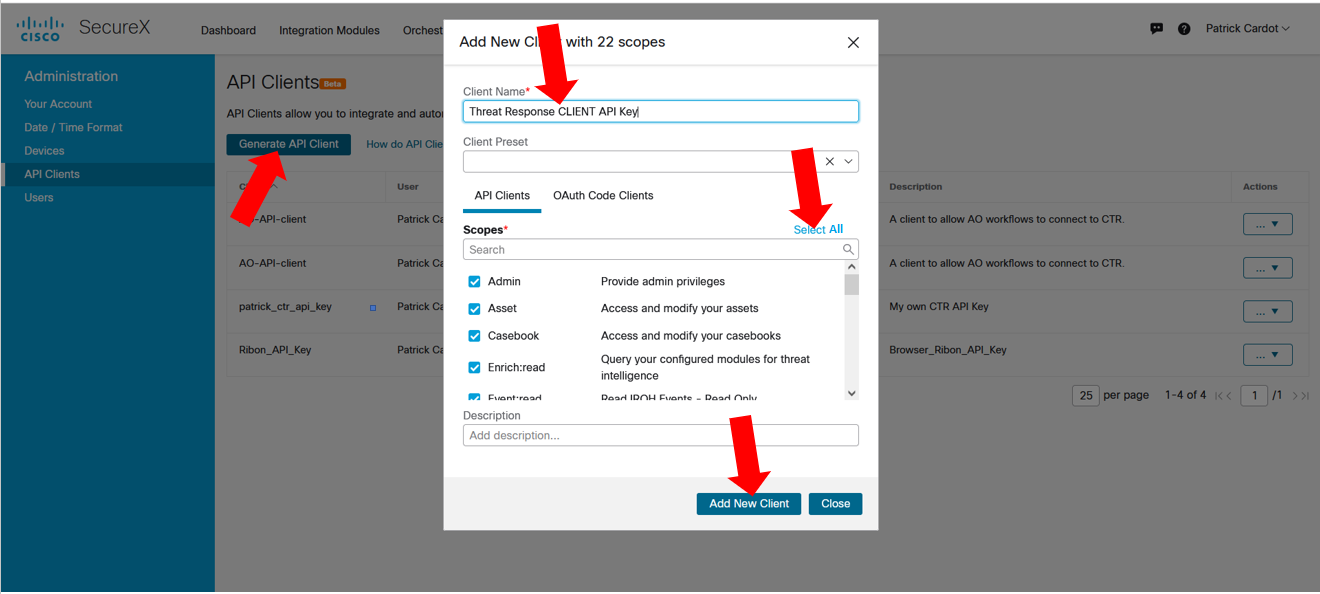 CISCO SecureX Dashboard Integration Modules Orchest Patrick Cardot
Administration
Your Account
Date / Time Format
Devices
API Clients
Users
API Clients Beta
API Clients allow you to integrate and autor
Generate API Client How do API Clie
User Description Actions
-API-client Patrick Ca A client to allow AO workflows to connect to CTR. ...
AO-API-client Patrick Ca A client to allow AO workflows to connect to CTR. ...
patrick_ctr_api_key Patrick Ca My own CTR API Key ...
Ribon_API_Key Patrick Ca Browser_Ribon_API_Key ...
25 per page 1-4 of 4 1 /1
Add New Cl with 22 scopes
Client Name*
Threat Response CLIENT API Key
Client Preset
API Clients OAuth Code Clients
Scopes* Select All
Search
Admin Provide admin privileges
Asset Access and modify your assets
Casebook Access and modify your casebooks
Enrich:read Query your configured modules for threat
intelligence
Event:read Read IROH Events - Read Only
Description
Add description...
Add New Client Close